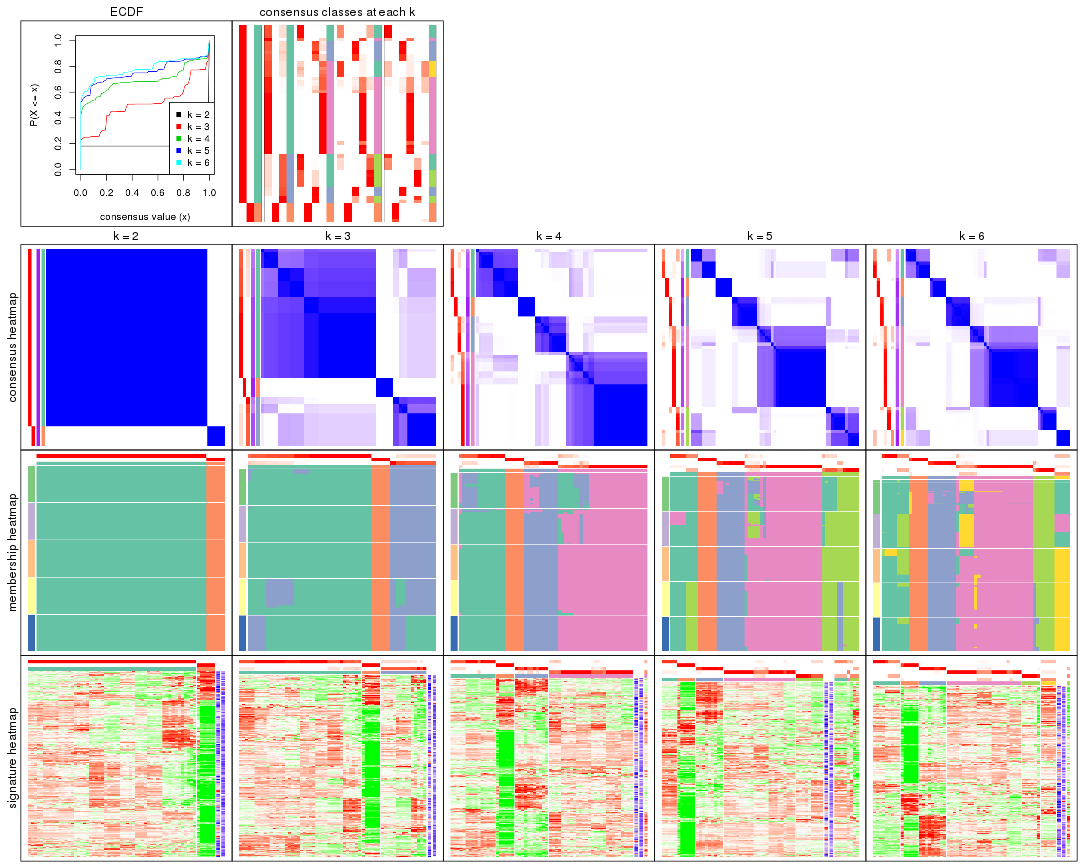 ECDF
consensus classes at each k
P(X <= x)
0.0 0.2 0.4 0.6 0.8 1.0
k = 2
k = 3
k = 4
k = 5
k = 6
0.0 0.2 0.4 0.6 0.8 1.0
consensus value (x)
k = 2
k = 3
k = 4
k = 5
k = 6
consensus heatmap
membership heatmap
signature heatmap